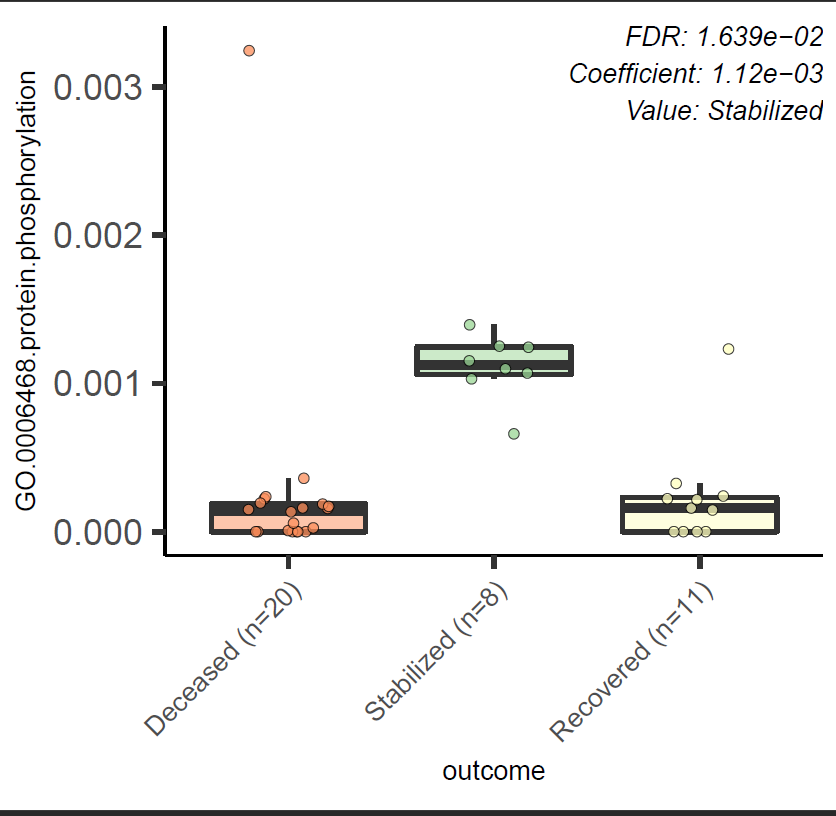 FDR: 1.639e−02
Coefficient: 1.12e−03
Value: Stabilized
GO.0006468.protein.phosphorylation
0.003
0.002
0.001
0.000
Deceased (n=20)
Stabilized (n=8)
Recovered (n=11)
outcome